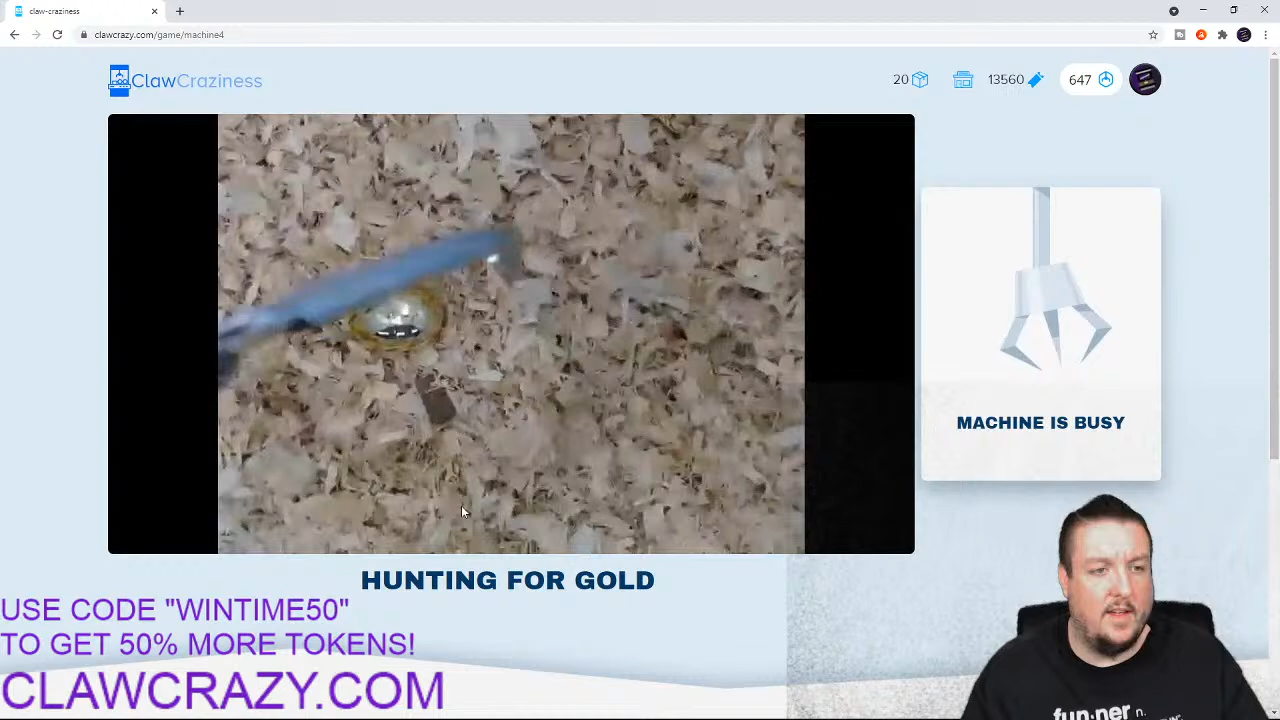 claw-craziness
clawcrazy.com/game/machine4
ClawCraziness
20
13560
647
MACHINE IS BUSY
HUNTING FOR GOLD
USE CODE "WINTIME50"
TO GET 50% MORE TOKENS!
CLAWCRAZY.COM